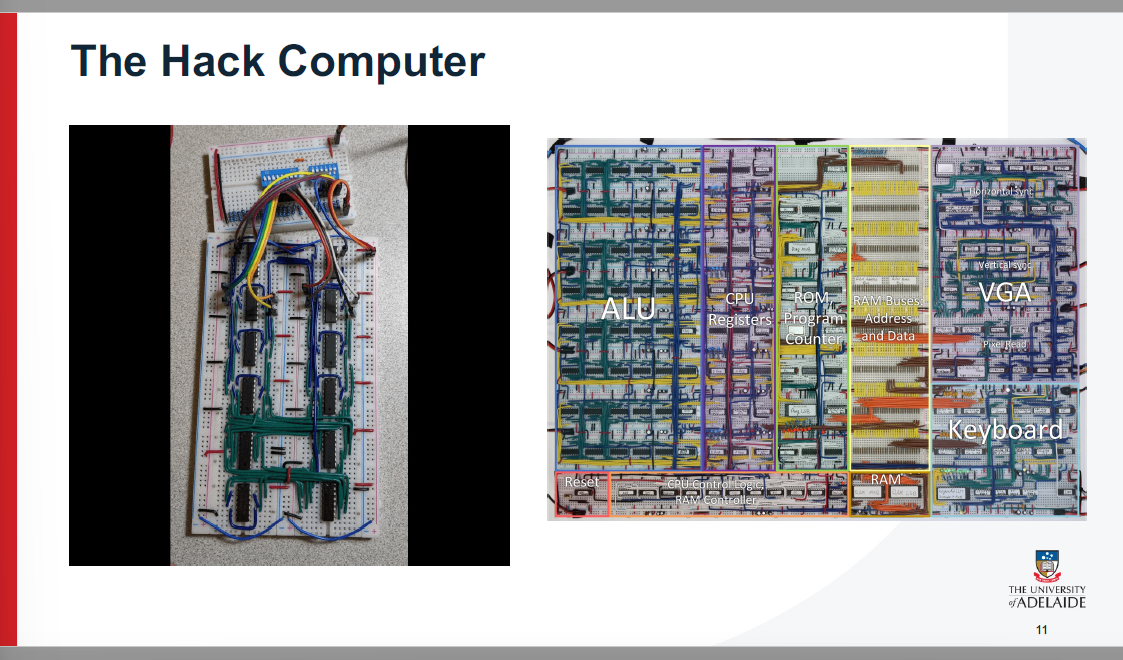 The Hack Computer
ALU
CPU
Registers
ROM
Program
Counter
RAM Buses
Address
and Data
Horizontal sync
Vertical sync
VGA
Pixel Read
Keyboard
Reset
CPU Control Logic
RAM Controller
RAM
THE UNIVERSITY
of ADELAIDE
11